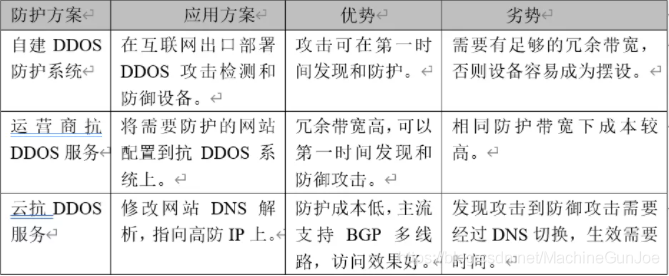 防护方案 应用方案 优势 劣势
自建 DDOS
防护系统
在互联网出口部署
DDOS 攻击检测和
防御设备。
攻击可在第一时
间发现和防护。
需要有足够的冗余带宽，
否则设备容易成为摆设。
运营商抗
DDOS 服务
将需要防护的网站
配置到抗 DDOS 系
统上。
冗余带宽高，可以
第一时间发现和
防御攻击。
相同防护带宽下成本较
高。
云抗 DDOS
服务
修改网站 DNS 解
析，指向高防 IP 上。
防护成本低，主流
支持 BGP 多线
路，访问效果好。
发现攻击到防御攻击需要
经过 DNS 切换，生效需要
时间。
https://blog.csdn.net/MachineGunJoe